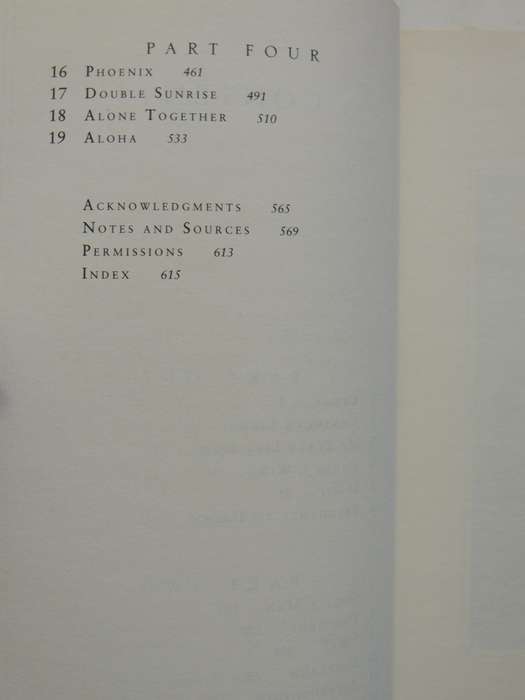 PART FOUR
16 PHOENIX 461
17 DOUBLE SUNRISE 491
18 ALONE TOGETHER 510
19 ALOHA 533
ACKNOWLEDGMENTS 565
NOTES AND SOURCES 569
PERMISSIONS 613
INDEX 615